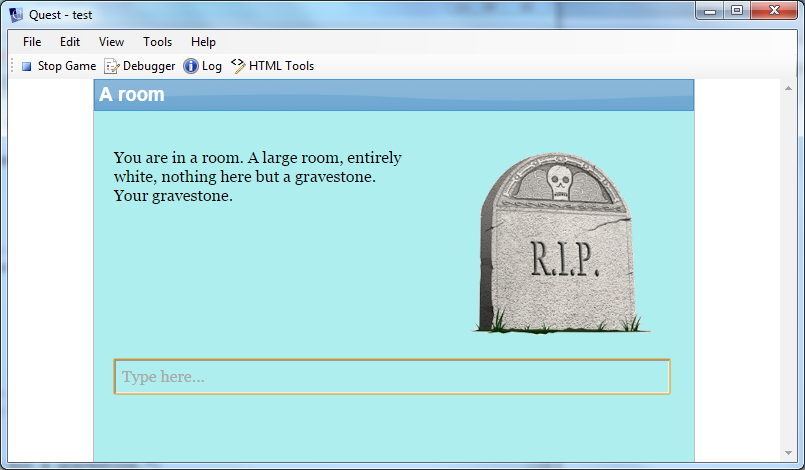 Quest - test
File Edit View Tools Help
Stop Game Debugger Log HTML Tools
A room
You are in a room. A large room, entirely
white, nothing here but a gravestone.
Your gravestone.
R.I.P.
Type here...